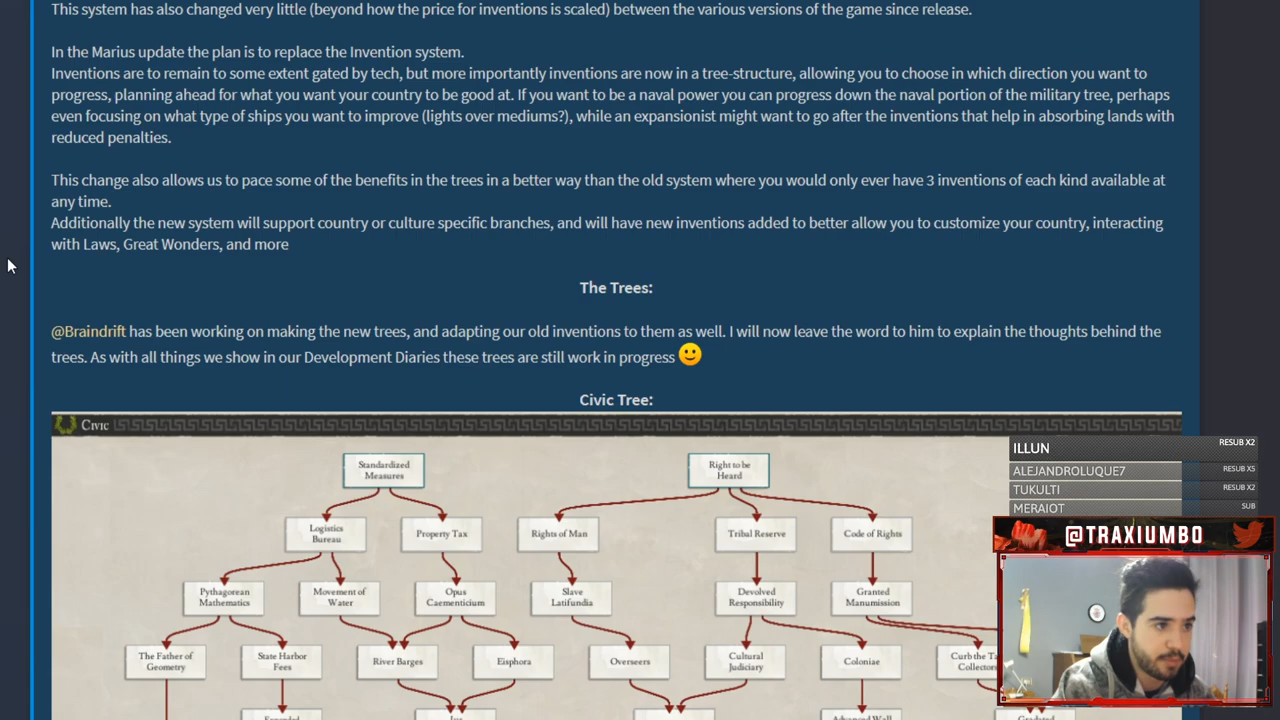 This system has also changed very little (beyond how the price for inventions is scaled) between the various versions of the game since release.
In the Marius update the plan is to replace the Invention system.
Inventions are to remain to some extent gated by tech, but more importantly inventions are now in a tree-structure, allowing you to choose in which direction you want to
progress, planning ahead for what you want your country to be good at. If you want to be a naval power you can progress down the naval portion of the military tree, perhaps
even focusing on what type of ships you want to improve (lights over mediums?), while an expansionist might want to go after the inventions that help in absorbing lands with
reduced penalties.
This change also allows us to pace some of the benefits in the trees in a better way than the old system where you would only ever have 3 inventions of each kind available at
any time.
Additionally the new system will support country or culture specific branches, and will have new inventions added to better allow you to customize your country, interacting
with Laws, Great Wonders, and more
The Trees:
@Braindrift has been working on making the new trees, and adapting our old inventions to them as well. I will now leave the word to him to explain the thoughts behind the
trees. As with all things we show in our Development Diaries these trees are still work in progress
Civic Tree:
CIVIC
Standardized
Measures
Right to be
Heard
Logistics
Bureau
Property Tax
Rights of Man
Tribal Reserve
Code of Rights
Pythagorean
Mathematics
Movement of
Water
Opus
Caementicium
Slave
Latifundia
Devolved
Responsibility
Granted
Manumission
The Father of
Geometry
State Harbor
Fees
River Barges
Eisphora
Overseers
Cultural
Judiciary
Coloniae
Curb the
Collectors
Expanded
Ius
Advanced Wall
Graduated
ILLUN RESUB X2
ALEJANDROLUQUE7 RESUB X5
TUKULTI RESUB X2
MERAIOT SUB
@TRAXIUMBO